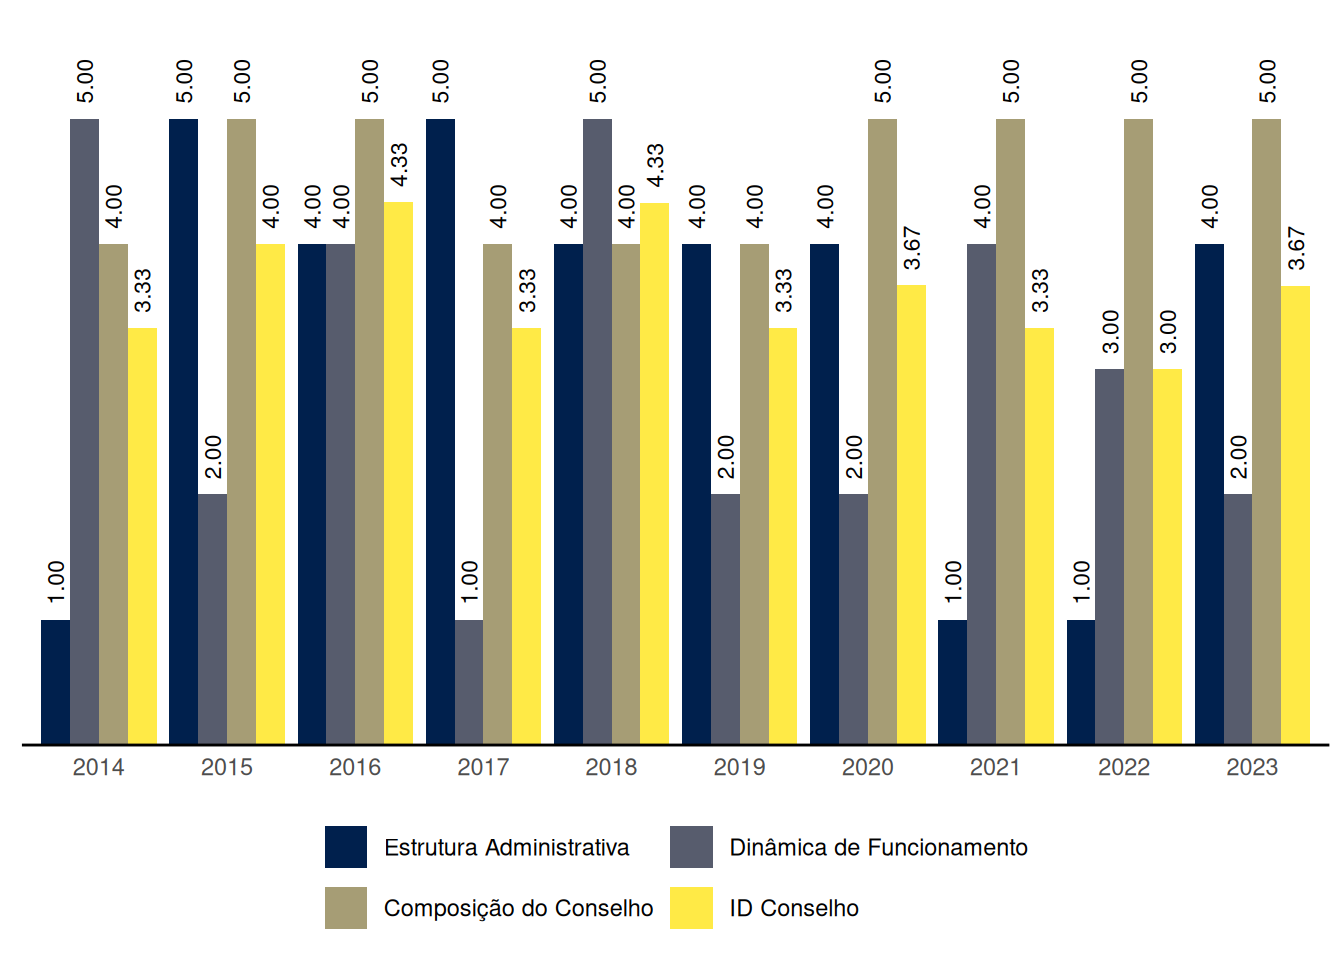 1.00 5.00 4.00 3.33 5.00 2.00 5.00 4.00 4.00 4.00 5.00 4.33 5.00 1.00 4.00 3.33 4.00 5.00 4.00 4.33 4.00 2.00 4.00 3.33 4.00 2.00 5.00 3.67 1.00 4.00 5.00 3.33 1.00 3.00 5.00 3.00 4.00 2.00 5.00 3.67
2014 2015 2016 2017 2018 2019 2020 2021 2022 2023
Estrutura Administrativa Dinâmica de Funcionamento
Composição do Conselho ID Conselho